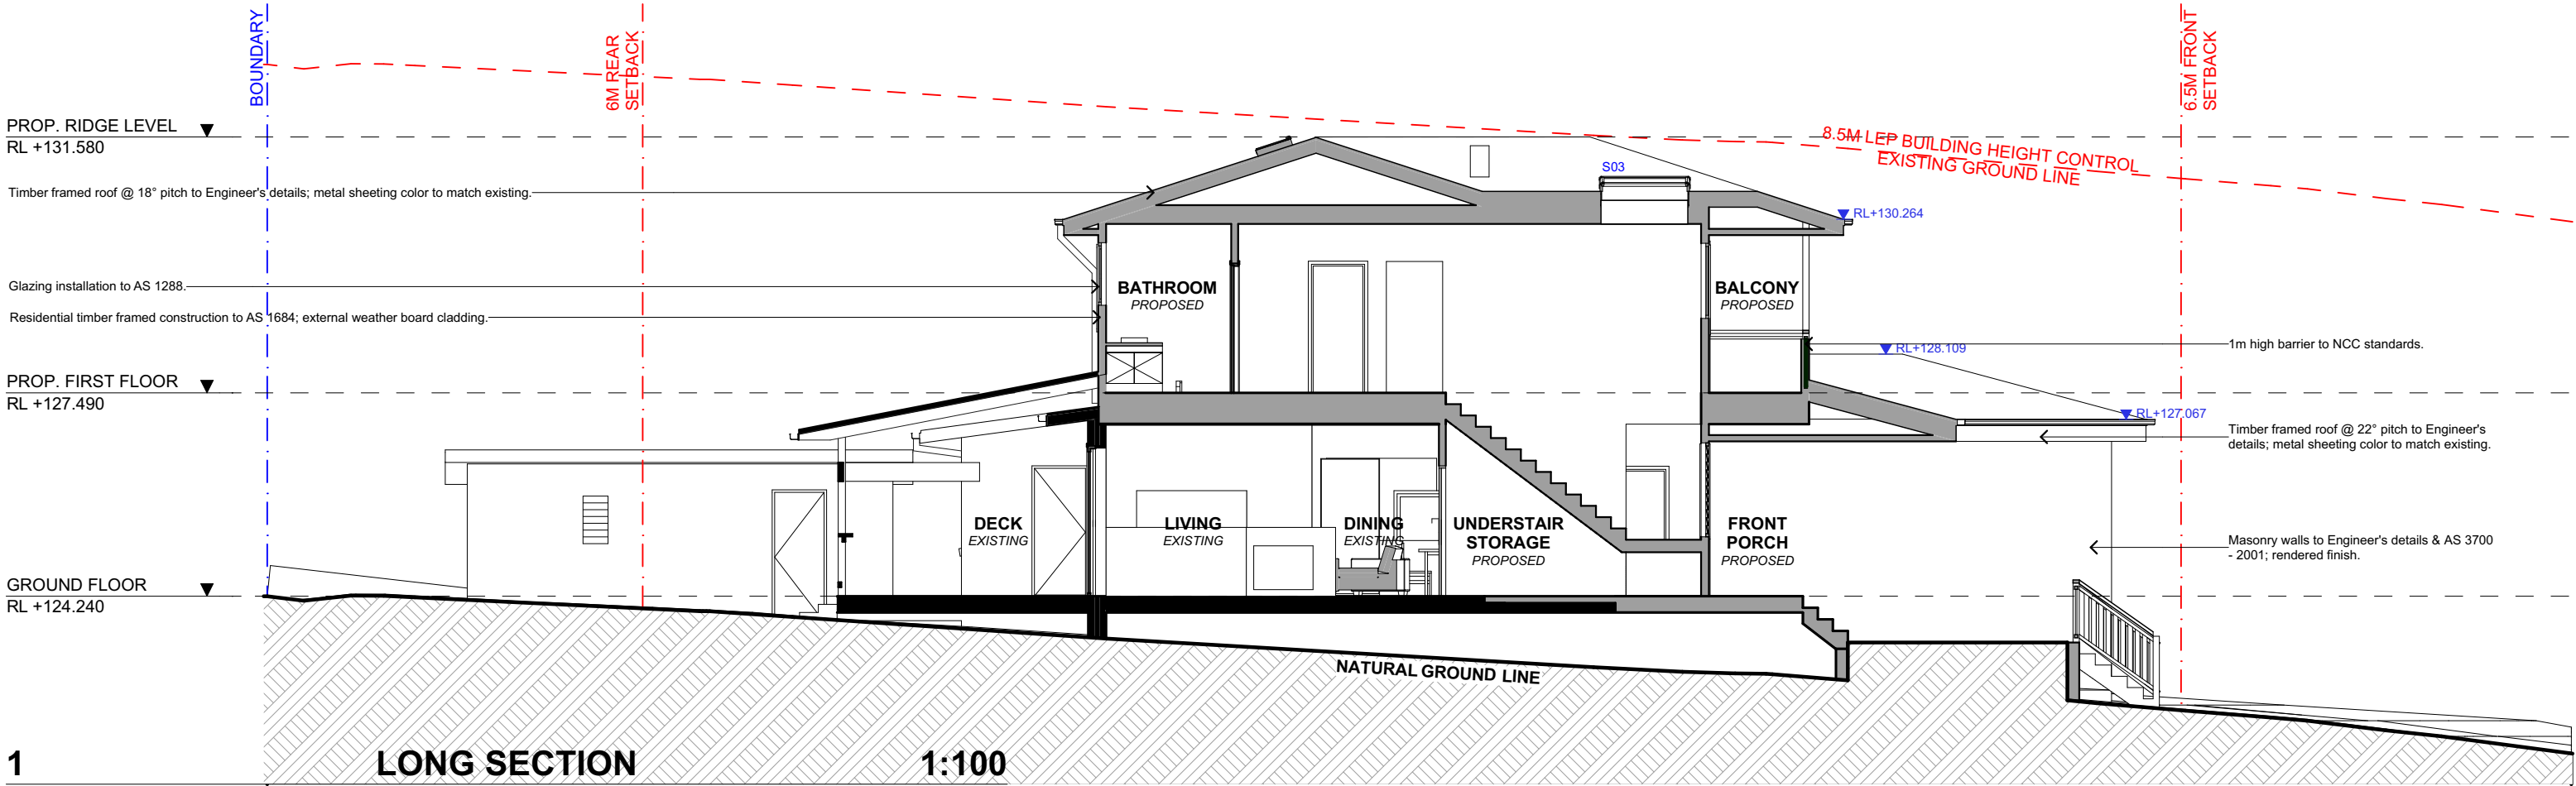 BOUNDARY
6M REAR
SETBACK
6.5M FRONT
SETBACK
PROP. RIDGE LEVEL
RL +131.580
8.5M LEP BUILDING HEIGHT CONTROL
EXISTING GROUND LINE
S03
Timber framed roof @ 18° pitch to Engineer's details; metal sheeting color to match existing.
RL+130.264
Glazing installation to AS 1288.
BATHROOM
PROPOSED
BALCONY
PROPOSED
Residential timber framed construction to AS 1684; external weather board cladding.
1m high barrier to NCC standards.
RL+128.109
PROP. FIRST FLOOR
RL +127.490
RL+127.067
Timber framed roof @ 22° pitch to Engineer's
details; metal sheeting color to match existing.
DECK
EXISTING
LIVING
EXISTING
DINING
EXISTING
UNDERSTAIR
STORAGE
PROPOSED
FRONT
PORCH
PROPOSED
Masonry walls to Engineer's details & AS 3700
- 2001; rendered finish.
GROUND FLOOR
RL +124.240
NATURAL GROUND LINE
1 LONG SECTION 1:100